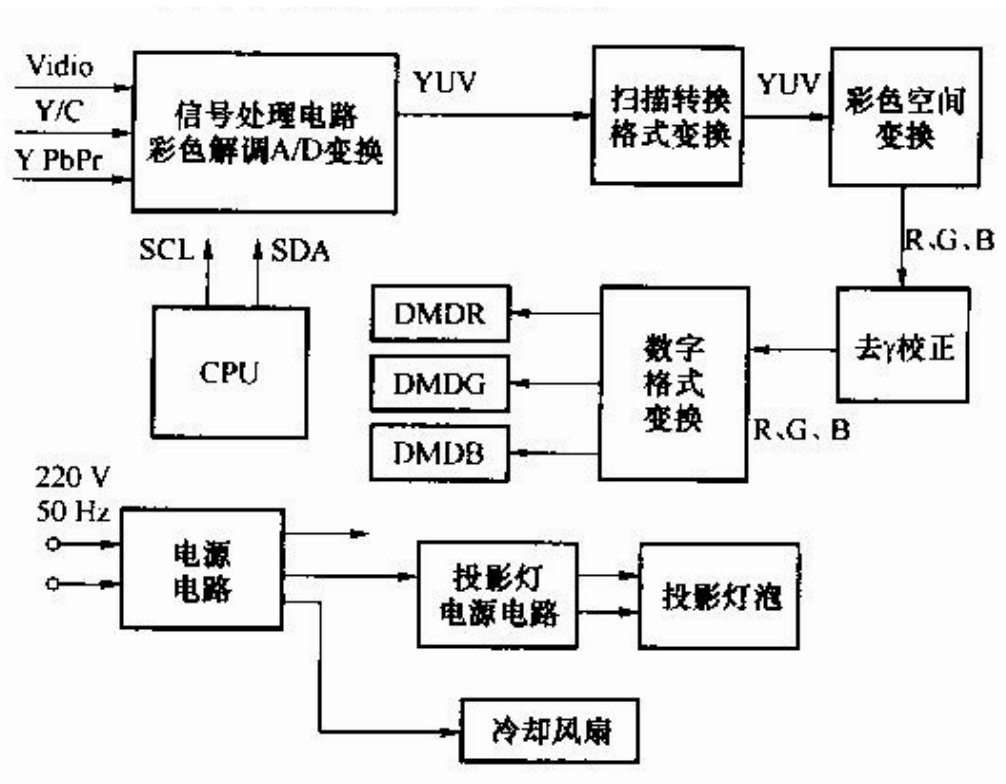 Vidio
Y/C
Y PbPr
信号处理电路
彩色解调A/D变换
YUV
扫描转换
格式变换
YUV
彩色空间
变换
R、G、B
SCL
SDA
CPU
DMDR
DMDG
DMDB
数字
格式
变换
去γ校正
R、G、B
220 V
50 Hz
电源
电路
投影灯
电源电路
投影灯泡
冷却风扇